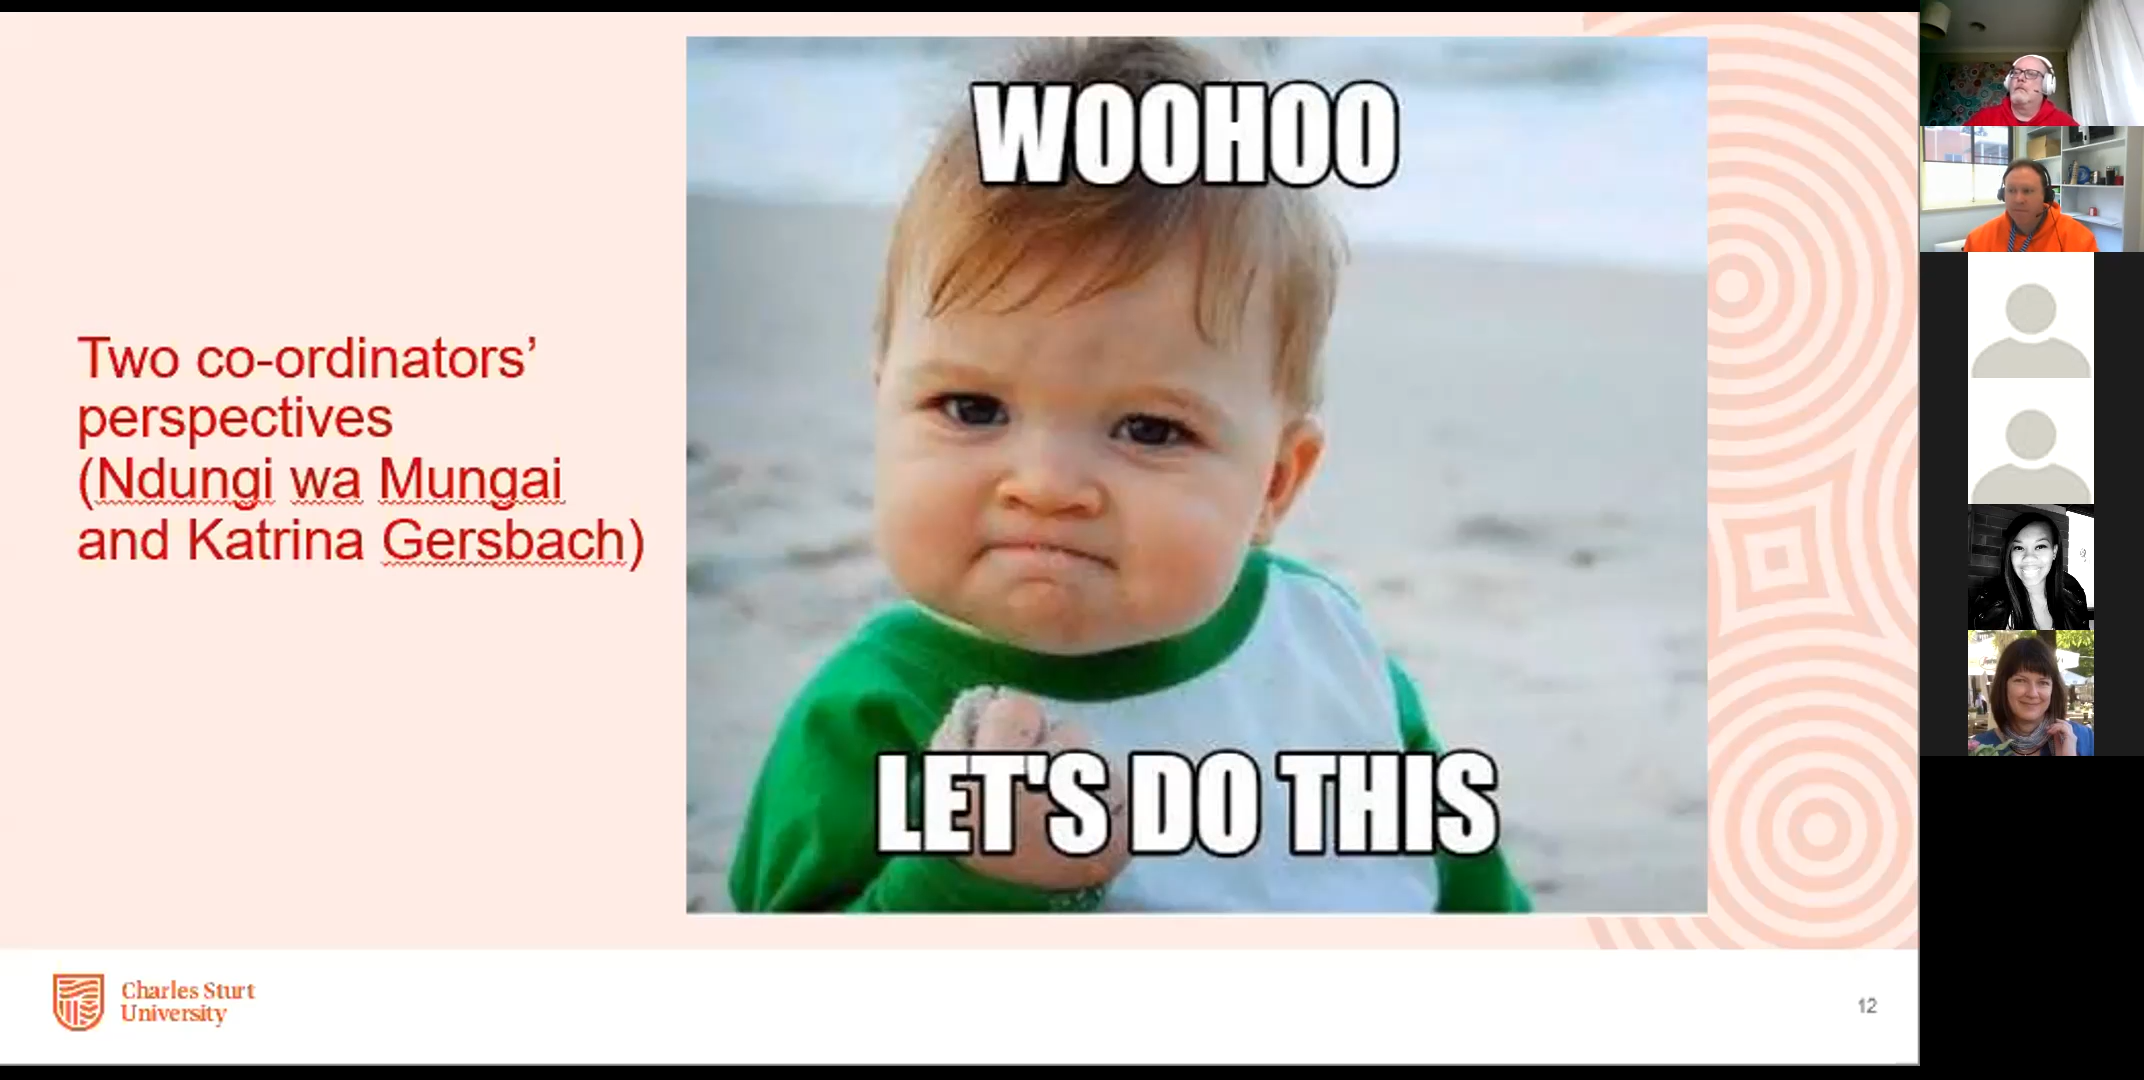 Two co-ordinators’
perspectives
(Ndungi wa Mungai
and Katrina Gersbach)
WOOHOO
LET'S DO THIS
Charles Sturt
University
12